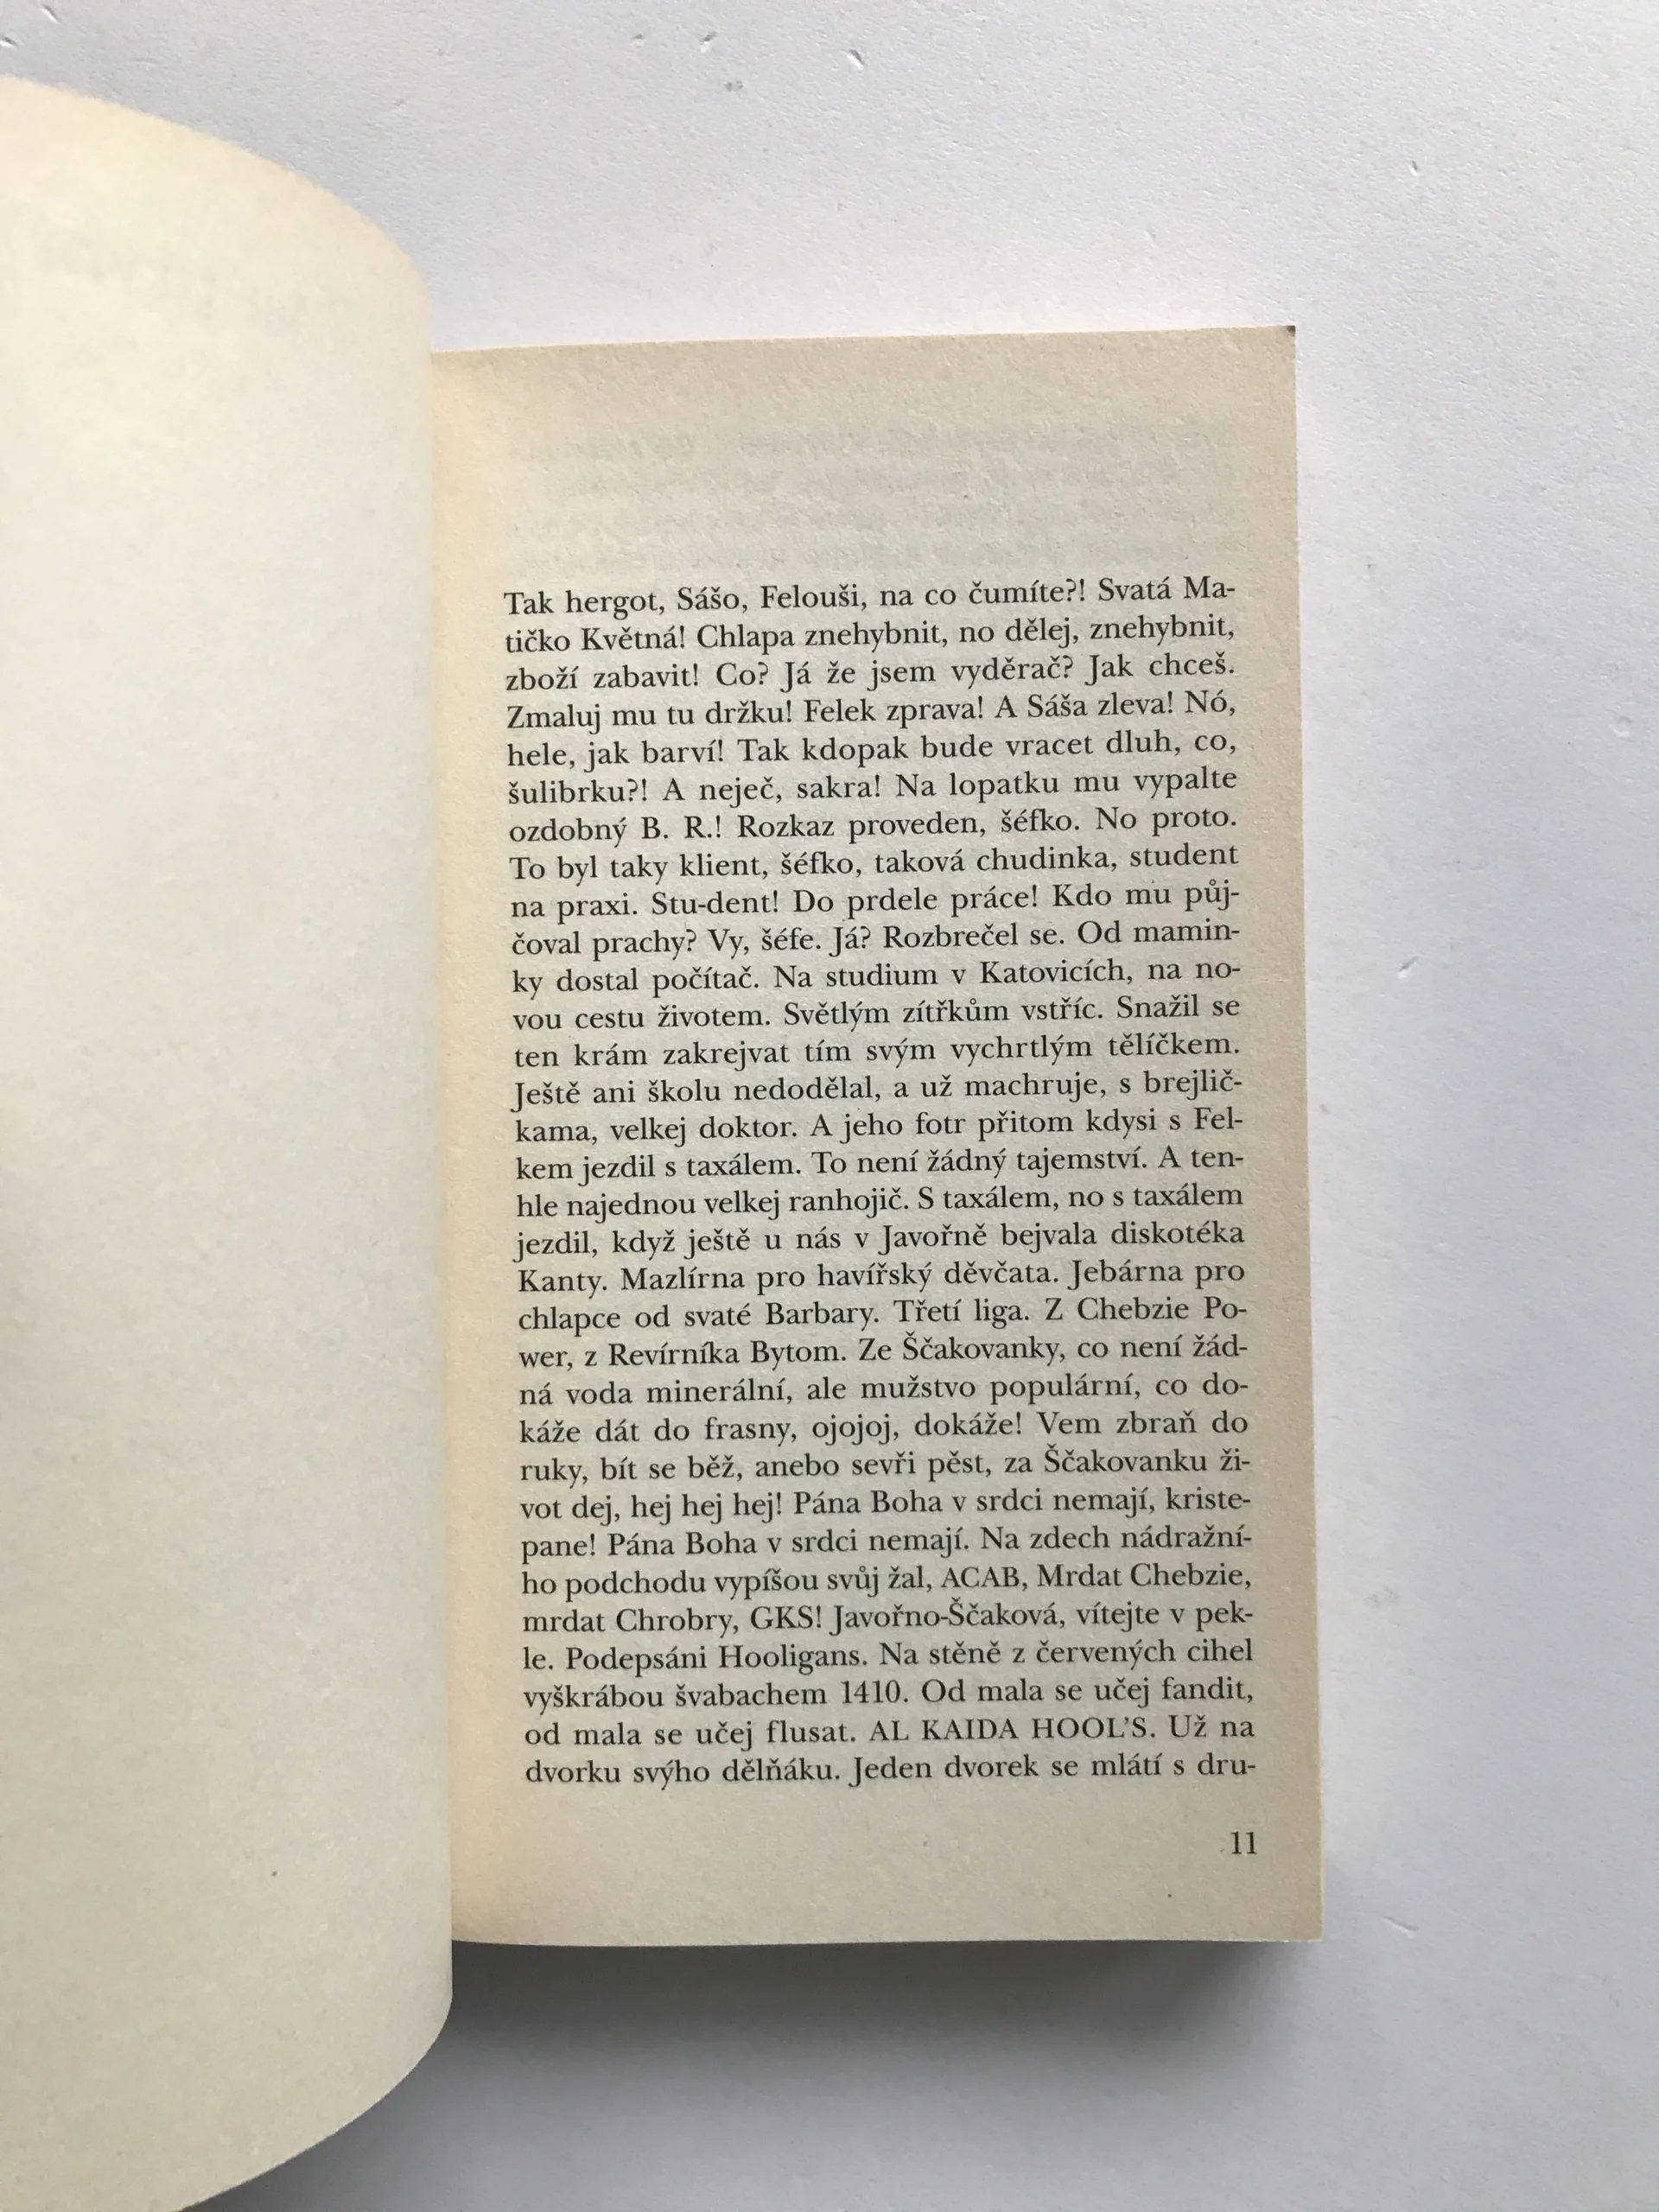 Tak hergot, Sášo, Felouši, na co čumíte?! Svatá Ma-
tičko Květná! Chlapa znehybnit, no dělej, znehybnit,
zboží zabavit! Co? Já že jsem vyděrač? Jak chceš.
Zmaluj mu tu držku! Felek zprava! A Sáša zleva! Nó,
hele, jak barví! Tak kdopak bude vracet dluh, co,
šulibrku?! A neječ, sakra! Na lopatku mu vypalte
ozdobný B. R.! Rozkaz proveden, šéfko. No proto.
To byl taky klient, šéfko, taková chudinka, student
na praxi. Stu-dent! Do prdele práce! Kdo mu půj-
čoval prachy? Vy, šéfe. Já? Rozbrečel se. Od mamin-
ky dostal počítač. Na studium v Katovicích, na no-
vou cestu životem. Světlým zítřkům vstříc. Snažil se
ten krám zakrejvat tím svým vychrtlým tělíčkem.
Ještě ani školu nedodělal, a už machruje, s brejlič-
kama, velkej doktor. A jeho fotr přitom kdysi s Fel-
kem jezdil s taxálem. To není žádný tajemství. A ten-
hle najednou velkej ranhojič. S taxálem, no s taxálem
jezdil, když ještě u nás v Javořně bejvala diskotéka
Kanty. Mazlírna pro havířský děvčata. Jebárna pro
chlapce od svaté Barbary. Třetí liga. Z Chebzie Po-
wer, z Revírníka Bytom. Ze Ščakovanky, co není žád-
ná voda minerální, ale mužstvo populární, co do-
káže dát do frasny, ojojoj, dokáže! Vem zbraň do
ruky, bít se běž, anebo sevři pěst, za Ščakovanku ži-
vot dej, hej hej hej! Pána Boha v srdci nemají, kriste-
pane! Pána Boha v srdci nemají. Na zdech nádražní-
ho podchodu vypíšou svůj žal, ACAB, Mrdat Chebzie,
mrdat Chrobry, GKS! Javořno-Ščaková, vítejte v pek-
le. Podepsáni Hooligans. Na stěně z červených cihel
vyškrábou švabachem 1410. Od mala se učej fandit,
od mala se učej flusat. AL KAIDA HOOL'S. Už na
dvorku svýho dělňáku. Jeden dvorek se mlátí s dru-
11